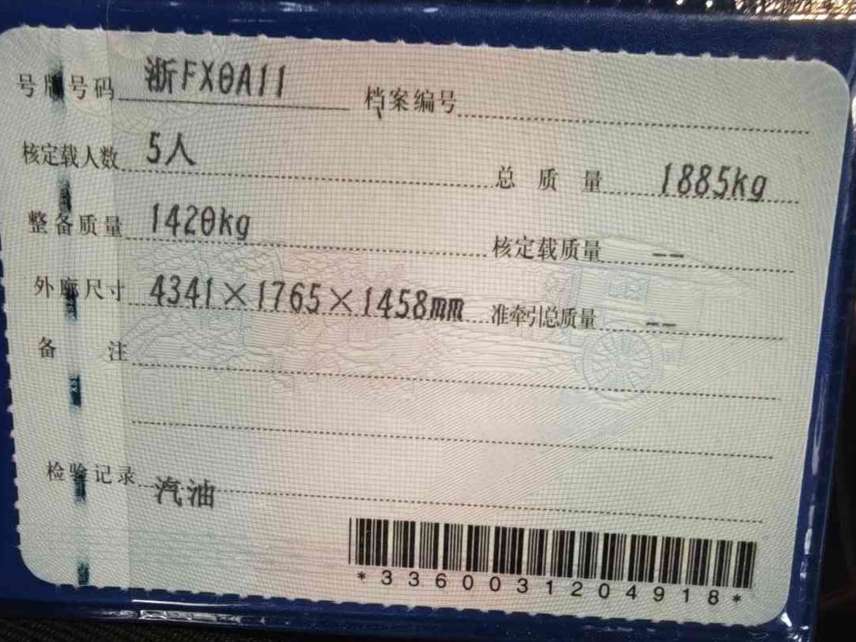 号牌号码 浙FX0A11 档案编号
核定载人数 5人 总质量 1885kg
整备质量 1420kg 核定载质量 --
外廓尺寸 4341×1765×1458mm 准牵引总质量 --
备注
检验记录 汽油
*3360031204918*